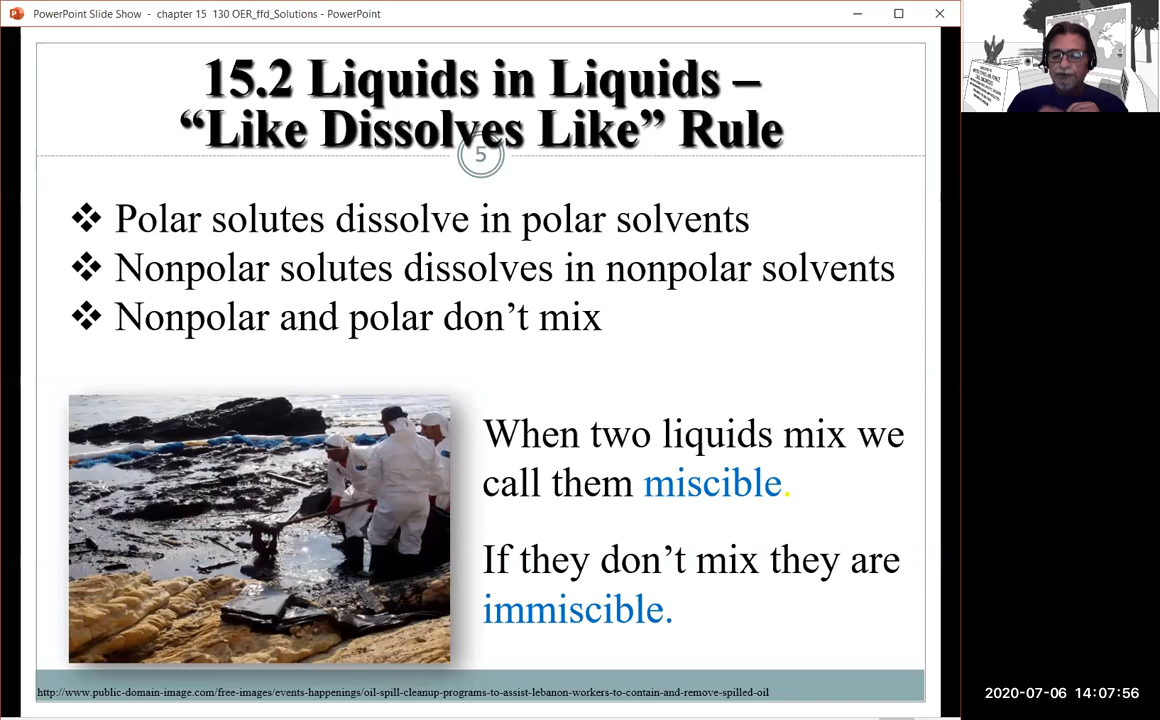 PowerPoint Slide Show - chapter 15 130 OER_ffd_Solutions - PowerPoint
15.2 Liquids in Liquids –
“Like Dissolves Like” Rule
5
❖ Polar solutes dissolve in polar solvents
❖ Nonpolar solutes dissolves in nonpolar solvents
❖ Nonpolar and polar don’t mix
When two liquids mix we
call them miscible.
If they don’t mix they are
immiscible.
http://www.public-domain-image.com/free-images/events-happenings/oil-spill-cleanup-programs-to-assist-lebanon-workers-to-contain-and-remove-spilled-oil
2020-07-06 14:07:56